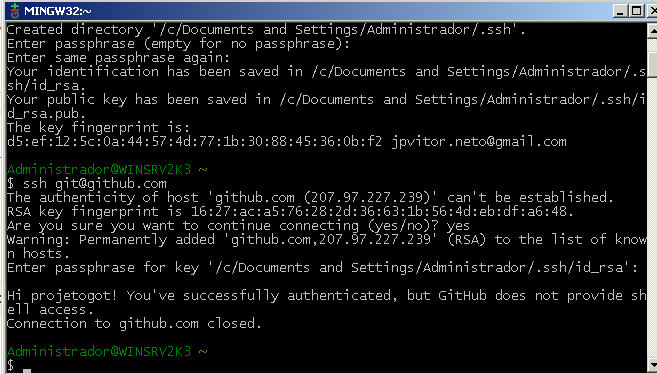 MINGW32:~
Created directory '/c/Documents and Settings/Administrador/.ssh'.
Enter passphrase (empty for no passphrase):
Enter same passphrase again:
Your identification has been saved in /c/Documents and Settings/Administrador/.s
sh/id_rsa.
Your public key has been saved in /c/Documents and Settings/Administrador/.ssh/i
d_rsa.pub.
The key fingerprint is:
d5:ef:12:5c:0a:44:57:4d:77:1b:30:88:45:36:0b:f2 jpvitor.neto@gmail.com
Administrador@WINSRV2K3 ~
$ ssh git@github.com
The authenticity of host 'github.com (207.97.227.239)' can't be established.
RSA key fingerprint is 16:27:ac:a5:76:28:2d:36:63:1b:56:4d:eb:df:a6:48.
Are you sure you want to continue connecting (yes/no)? yes
Warning: Permanently added 'github.com,207.97.227.239' (RSA) to the list of know
n hosts.
Enter passphrase for key '/c/Documents and Settings/Administrador/.ssh/id_rsa':
Hi projetogot! You've successfully authenticated, but GitHub does not provide sh
ell access.
Connection to github.com closed.
Administrador@WINSRV2K3 ~
$